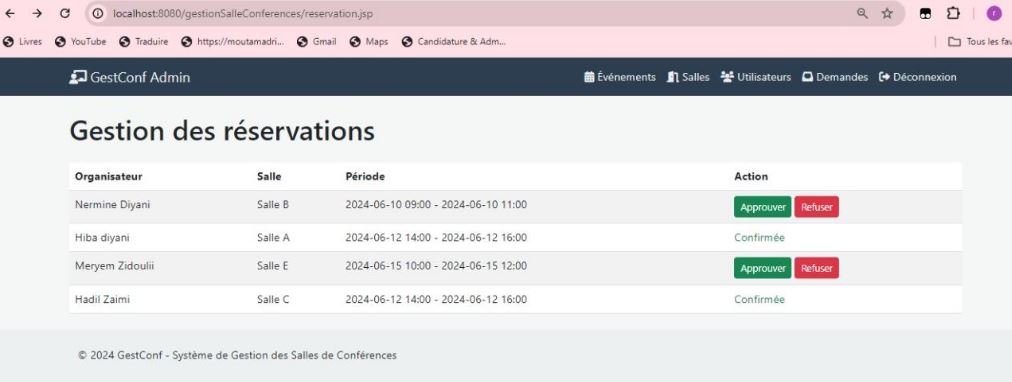 localhost:8080/gestionSalleConferences/reservation.jsp
Livres YouTube Traduire https://moutamadri... Gmail Maps Candidature & Adm... Tous les fav
GestConf Admin Événements Salles Utilisateurs Demandes Déconnexion
Gestion des réservations
Organisateur Salle Période Action
Nermine Diyani Salle B 2024-06-10 09:00 - 2024-06-10 11:00 Approuver Refuser
Hiba diyani Salle A 2024-06-12 14:00 - 2024-06-12 16:00 Confirmée
Meryem Zidoulii Salle E 2024-06-15 10:00 - 2024-06-15 12:00 Approuver Refuser
Hadil Zaimi Salle C 2024-06-12 14:00 - 2024-06-12 16:00 Confirmée
© 2024 GestConf - Système de Gestion des Salles de Conférences